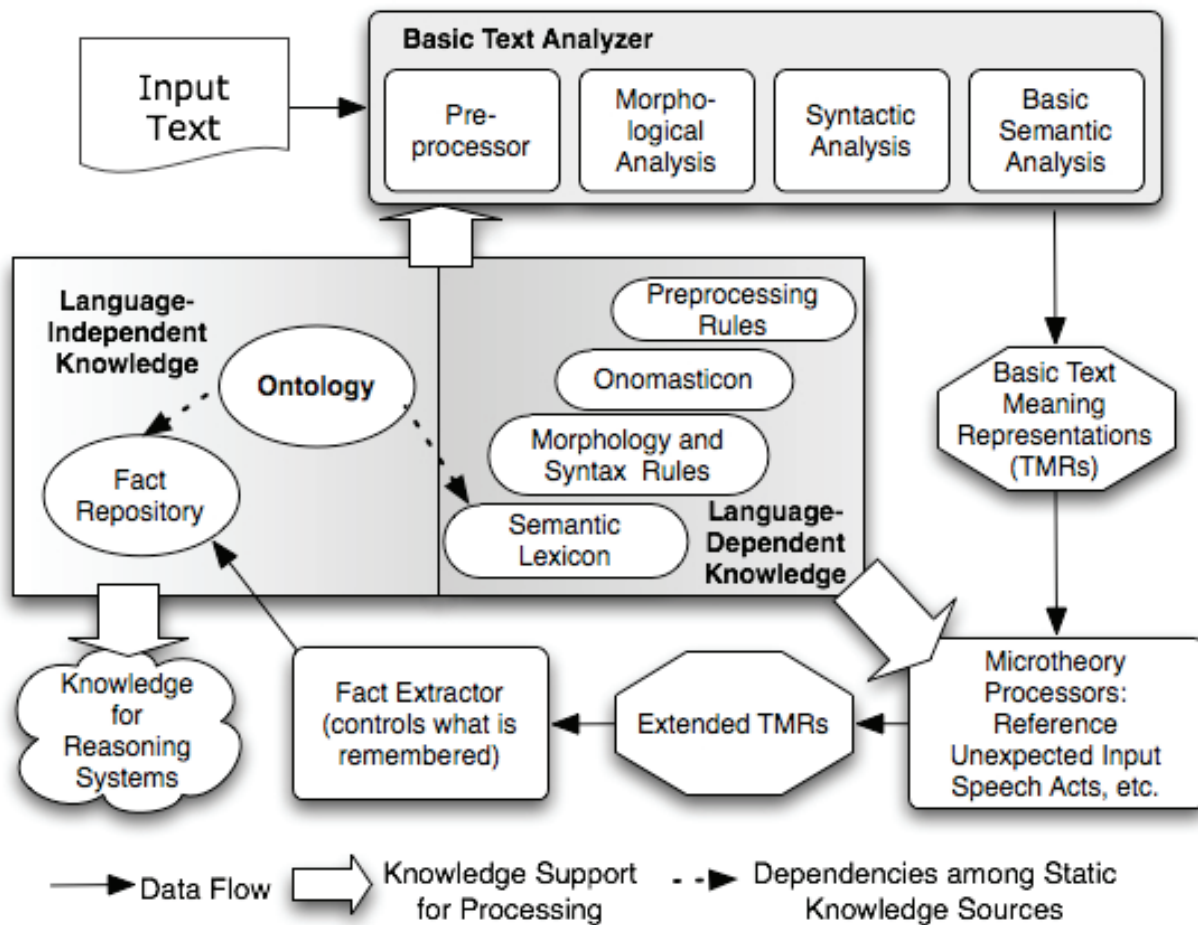 Input
Text
Basic Text Analyzer
Pre-
processor
Morpho-
logical
Analysis
Syntactic
Analysis
Basic
Semantic
Analysis
Language-
Independent
Knowledge
Ontology
Fact
Repository
Preprocessing
Rules
Onomasticon
Morphology and
Syntax Rules
Semantic
Lexicon
Language-
Dependent
Knowledge
Basic Text
Meaning
Representations
(TMRs)
Knowledge
for
Reasoning
Systems
Fact Extractor
(controls what is
remembered)
Extended TMRs
Microtheory
Processors:
Reference
Unexpected Input
Speech Acts, etc.
Data Flow
Knowledge Support
for Processing
Dependencies among Static
Knowledge Sources